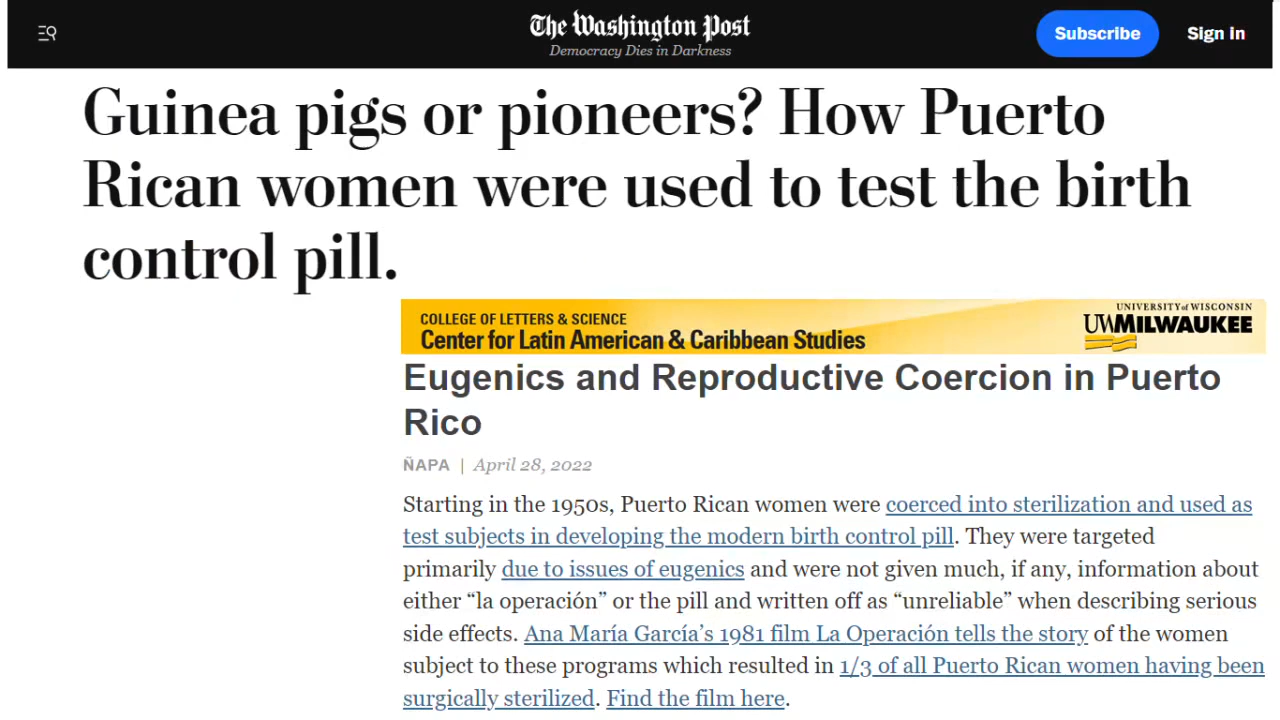 The Washington Post
Democracy Dies in Darkness
Subscribe
Sign in
Guinea pigs or pioneers? How Puerto
Rican women were used to test the birth
control pill.
COLLEGE OF LETTERS & SCIENCE
Center for Latin American & Caribbean Studies
UNIVERSITY of WISCONSIN
UWMILWAUKEE
Eugenics and Reproductive Coercion in Puerto
Rico
ÑAPA | April 28, 2022
Starting in the 1950s, Puerto Rican women were coerced into sterilization and used as
test subjects in developing the modern birth control pill. They were targeted
primarily due to issues of eugenics and were not given much, if any, information about
either “la operación” or the pill and written off as “unreliable” when describing serious
side effects. Ana María García’s 1981 film La Operación tells the story of the women
subject to these programs which resulted in 1/3 of all Puerto Rican women having been
surgically sterilized. Find the film here.